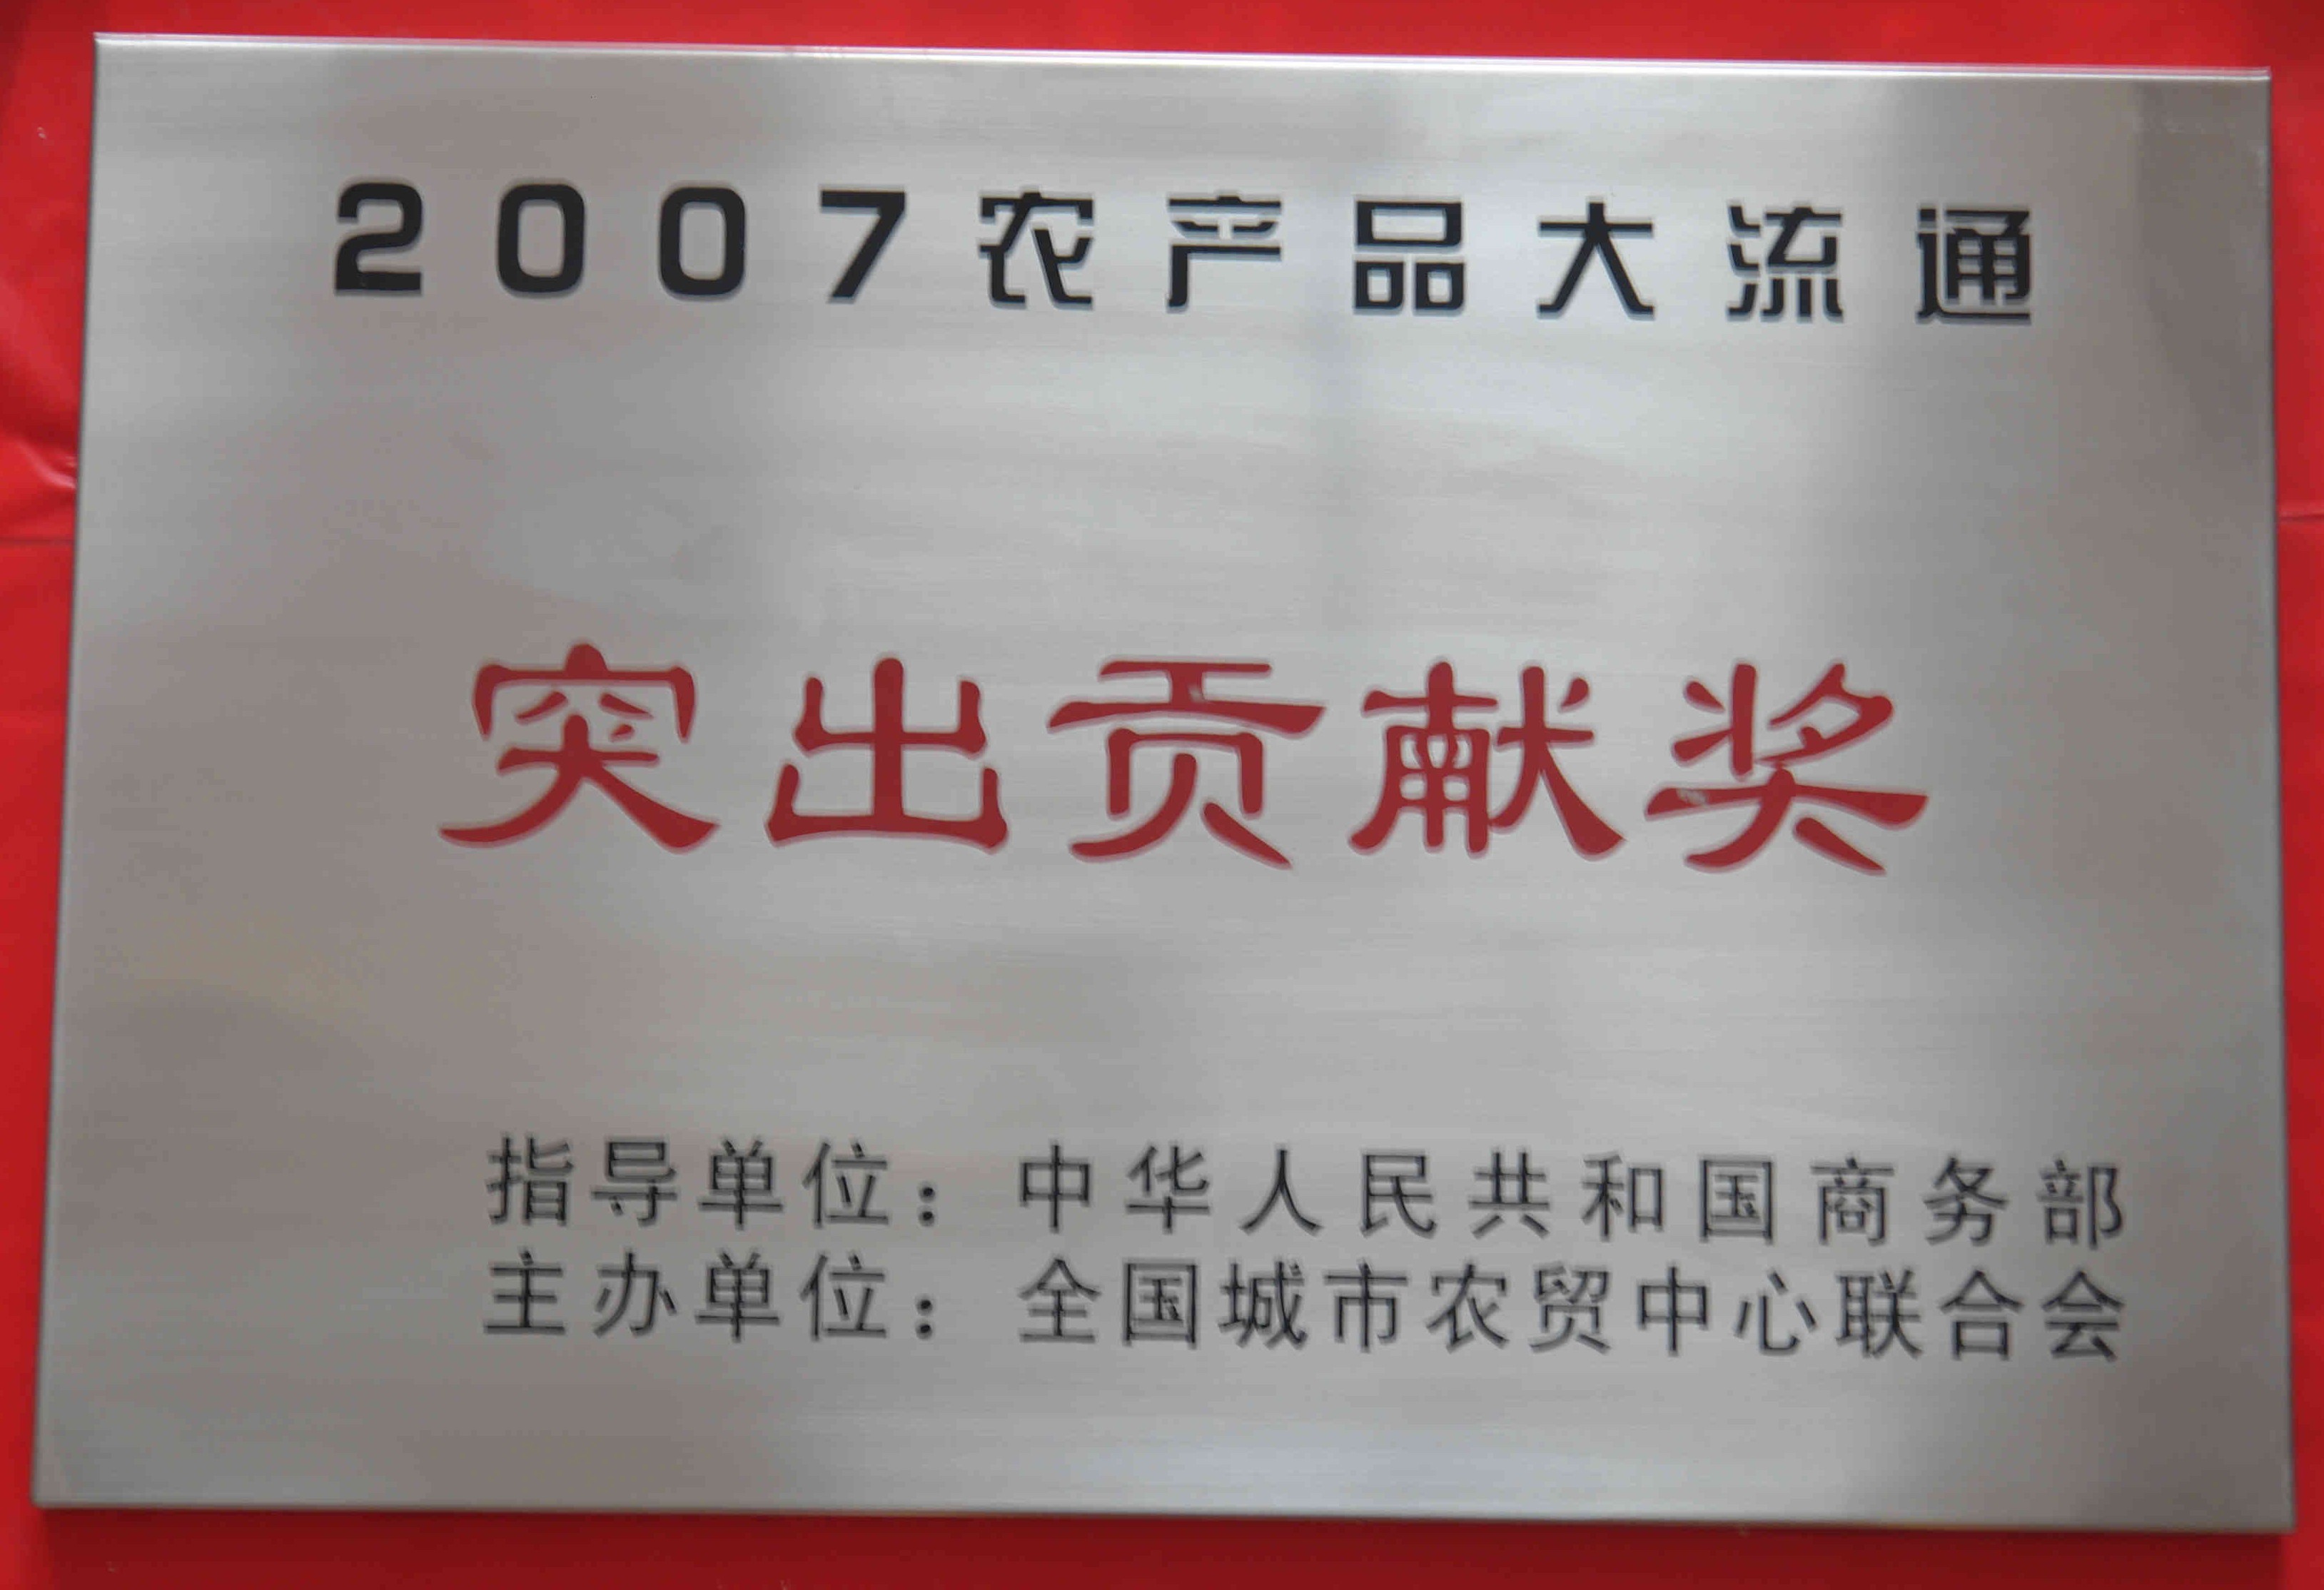 2007农产品大流通
突出贡献奖
指导单位：中华人民共和国商务部
主办单位：全国城市农贸中心联合会